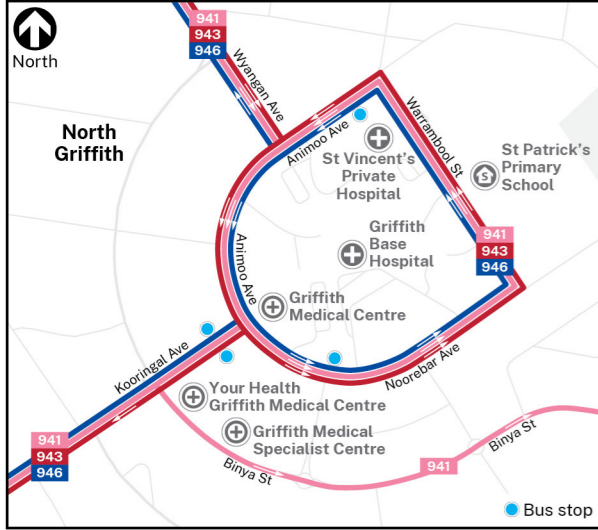 941
943
946
North
Wyangan Ave
North
Griffith
Animoo Ave
Warrambool St
St Vincent's
Private
Hospital
S
St Patrick's
Primary
School
Griffith
Base
Hospital
941
943
946
Animoo Ave
Griffith
Medical Centre
Kooringal Ave
Noorebar Ave
Your Health
Griffith Medical Centre
Griffith Medical
Specialist Centre
941
943
946
Binya St
941
Binya St
Bus stop